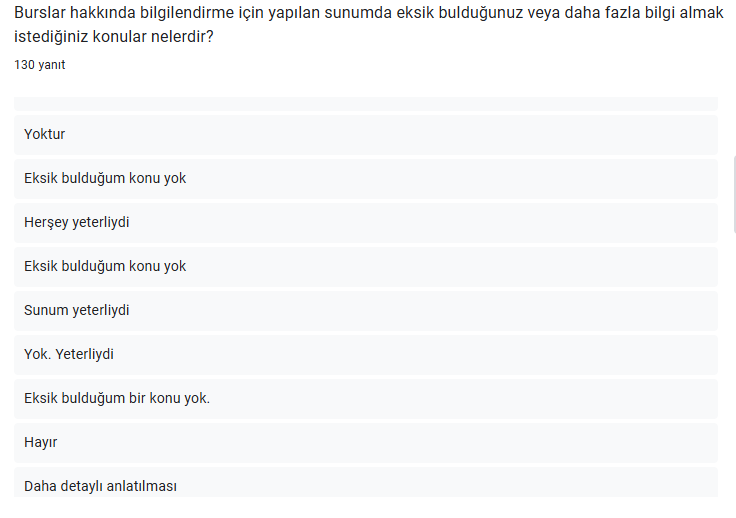 Burslar hakkında bilgilendirme için yapılan sunumda eksik bulduğunuz veya daha fazla bilgi almak
istediğiniz konular nelerdir?
130 yanıt
Yoktur
Eksik bulduğum konu yok
Herşey yeterliydi
Eksik bulduğum konu yok
Sunum yeterliydi
Yok. Yeterliydi
Eksik bulduğum bir konu yok.
Hayır
Daha detaylı anlatılması